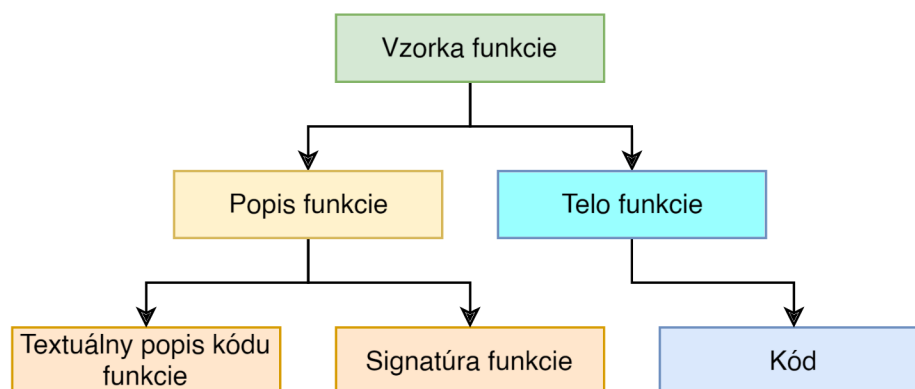 Vzorka funkcie
Popis funkcie
Telo funkcie
Textuálny popis kódu
funkcie
Signatúra funkcie
Kód